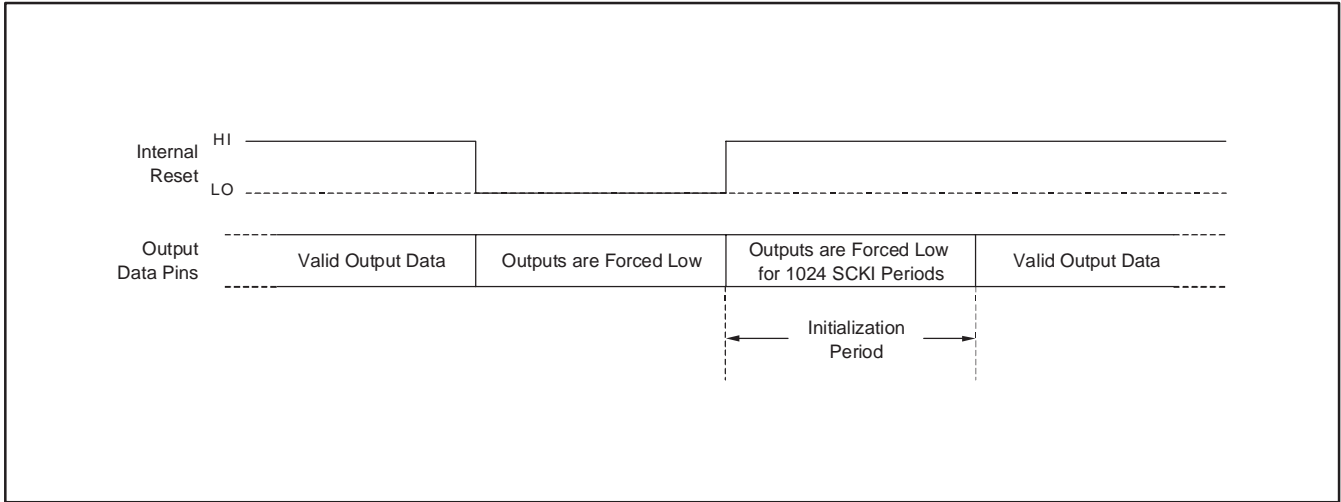 Internal
Reset
HI
LO
Output
Data Pins
Valid Output Data
Outputs are Forced Low
Outputs are Forced Low
for 1024 SCKI Periods
Valid Output Data
Initialization
Period